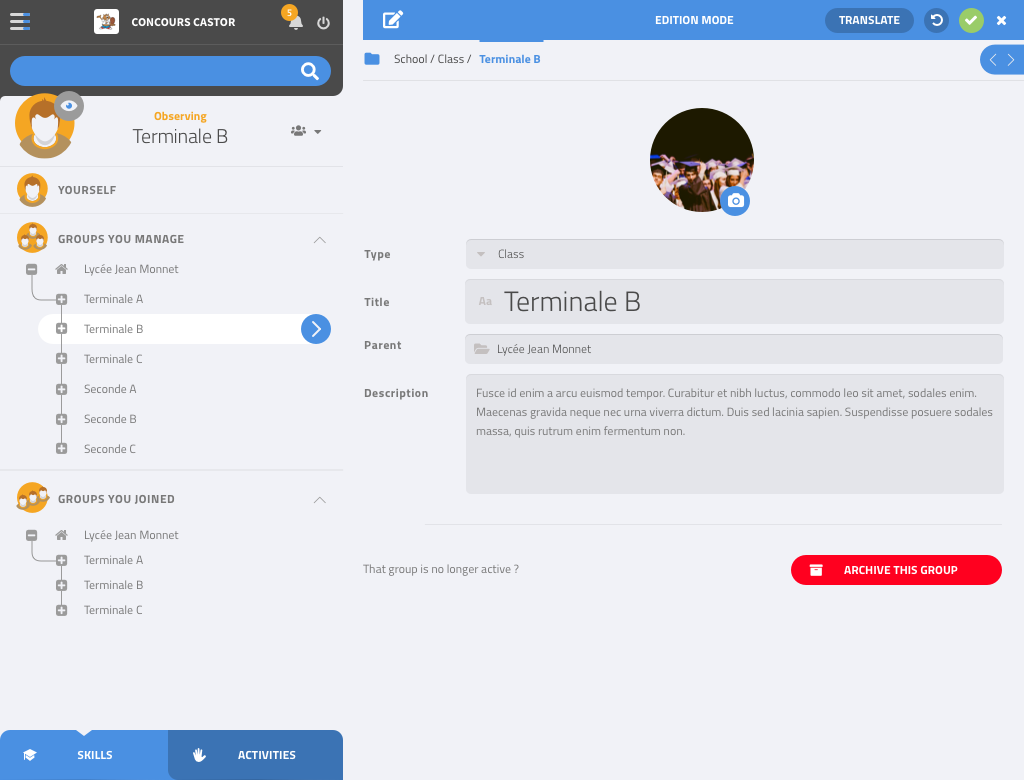 CONCOURS CASTOR
5
EDITION MODE
TRANSLATE
School / Class / Terminale B
Observing
Terminale B
YOURSELF
GROUPS YOU MANAGE
Lycée Jean Monnet
Terminale A
Terminale B
Terminale C
Seconde A
Seconde B
Seconde C
GROUPS YOU JOINED
Lycée Jean Monnet
Terminale A
Terminale B
Terminale C
SKILLS
ACTIVITIES
Type
Class
Title
Aa
Terminale B
Parent
Lycée Jean Monnet
Description
Fusce id enim a arcu euismod tempor. Curabitur et nibh luctus, commodo leo sit amet, sodales enim.
Maecenas gravida neque nec urna viverra dictum. Duis sed lacinia sapien. Suspendisse posuere sodales
massa, quis rutrum enim fermentum non.
That group is no longer active ?
ARCHIVE THIS GROUP